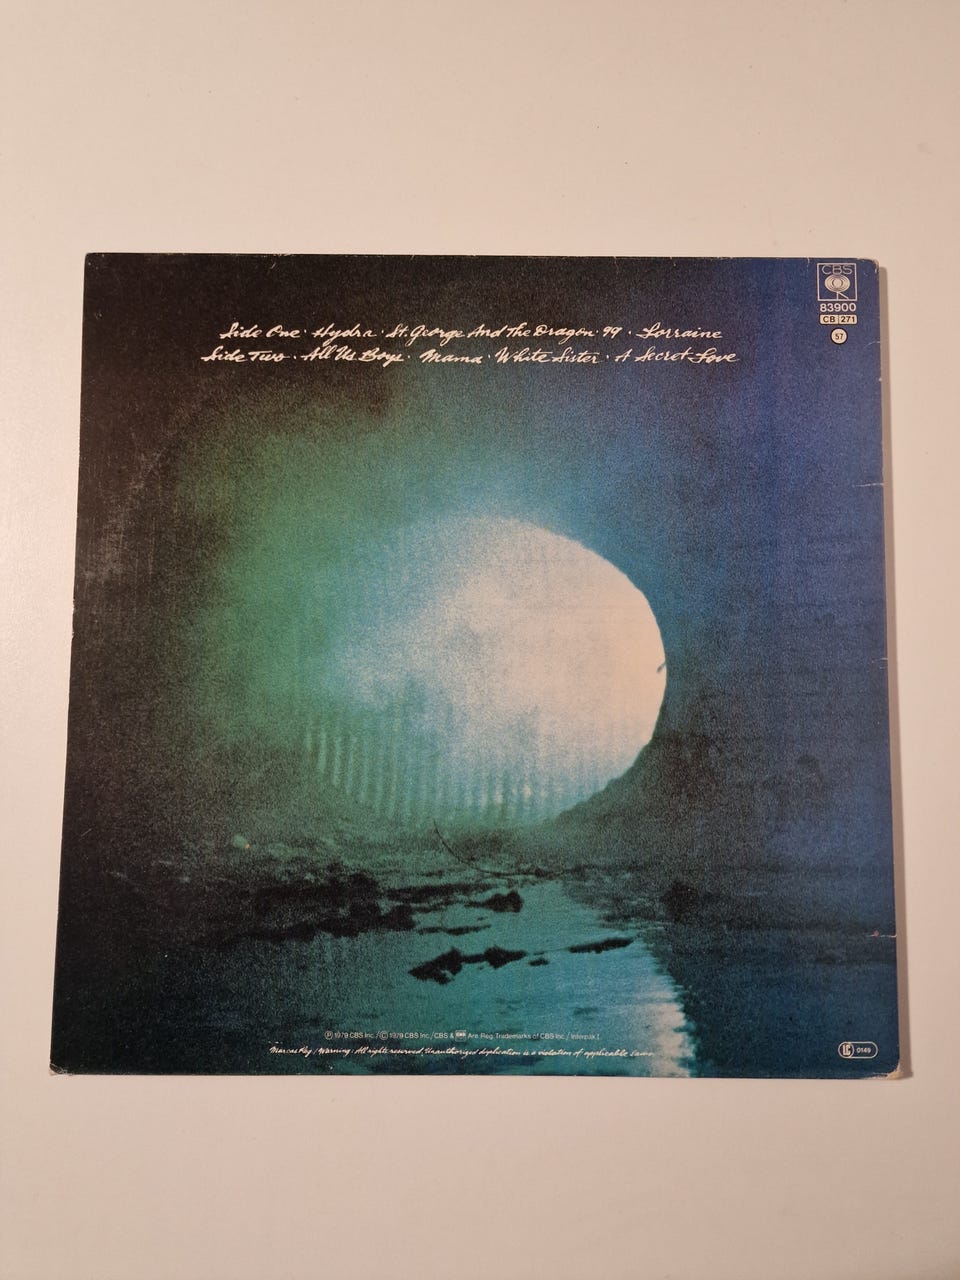 CBS
83900
CB 271
57
Side One · Hydra · St. George And The Dragon · 99 · Lorraine
Side Two · All Us Boys · Mama · White Sister · A Secret Love
Ⓟ 1979 CBS Inc./Ⓒ 1979 CBS Inc./CBS & Are Reg. Trademarks of CBS Inc./Interpak I
Marcas Reg./Warning: All rights reserved. Unauthorized duplication is a violation of applicable laws.
LC 0149